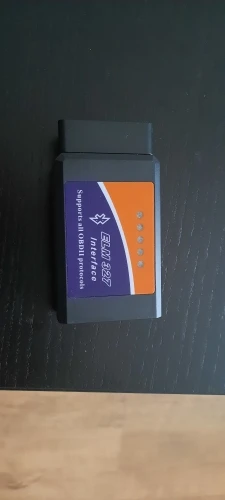 ELM 327
Interface
Supports all OBDII protocols